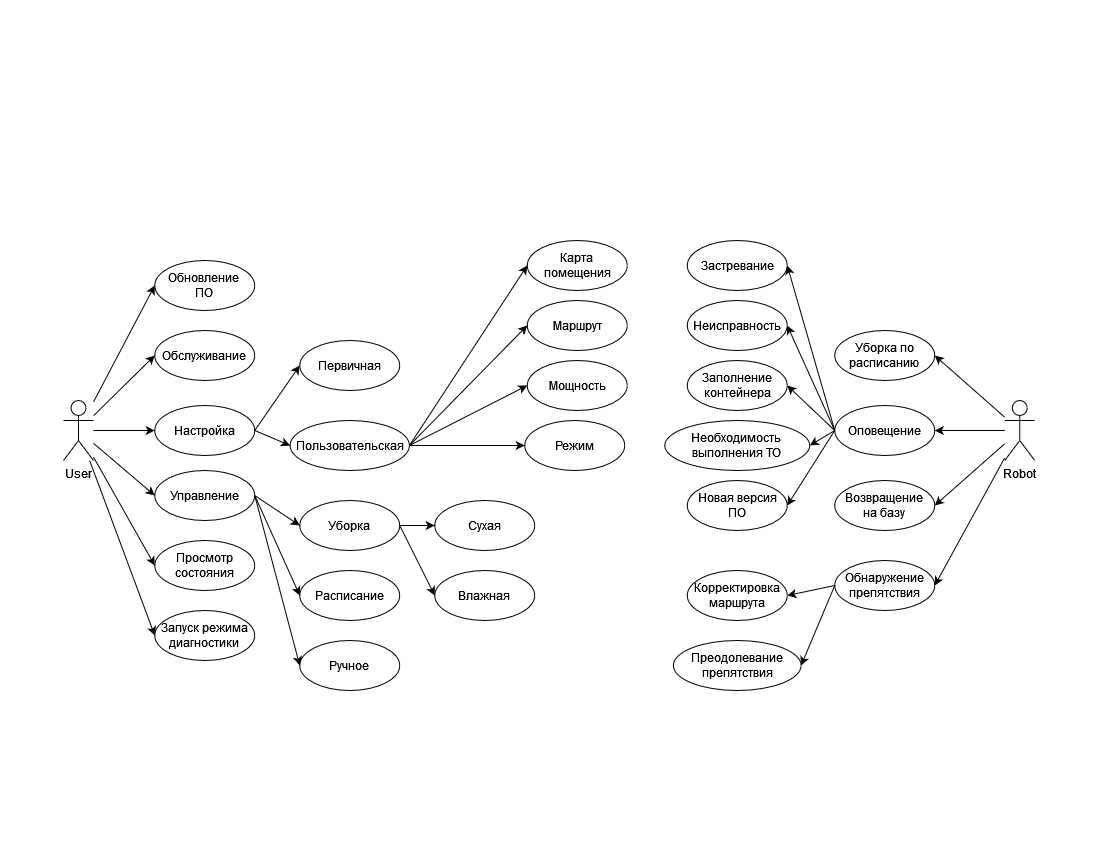 Обновление
ПО
Обслуживание
Настройка
Управление
Просмотр
состояния
Запуск режима
диагностики
User
Первичная
Пользовательская
Уборка
Расписание
Ручное
Карта
помещения
Маршрут
Мощность
Режим
Сухая
Влажная
Застревание
Неисправность
Заполнение
контейнера
Необходимость
выполнения ТО
Новая версия
ПО
Корректировка
маршрута
Преодолевание
препятствия
Уборка по
расписанию
Оповещение
Возвращение
на базу
Обнаружение
препятствия
Robot